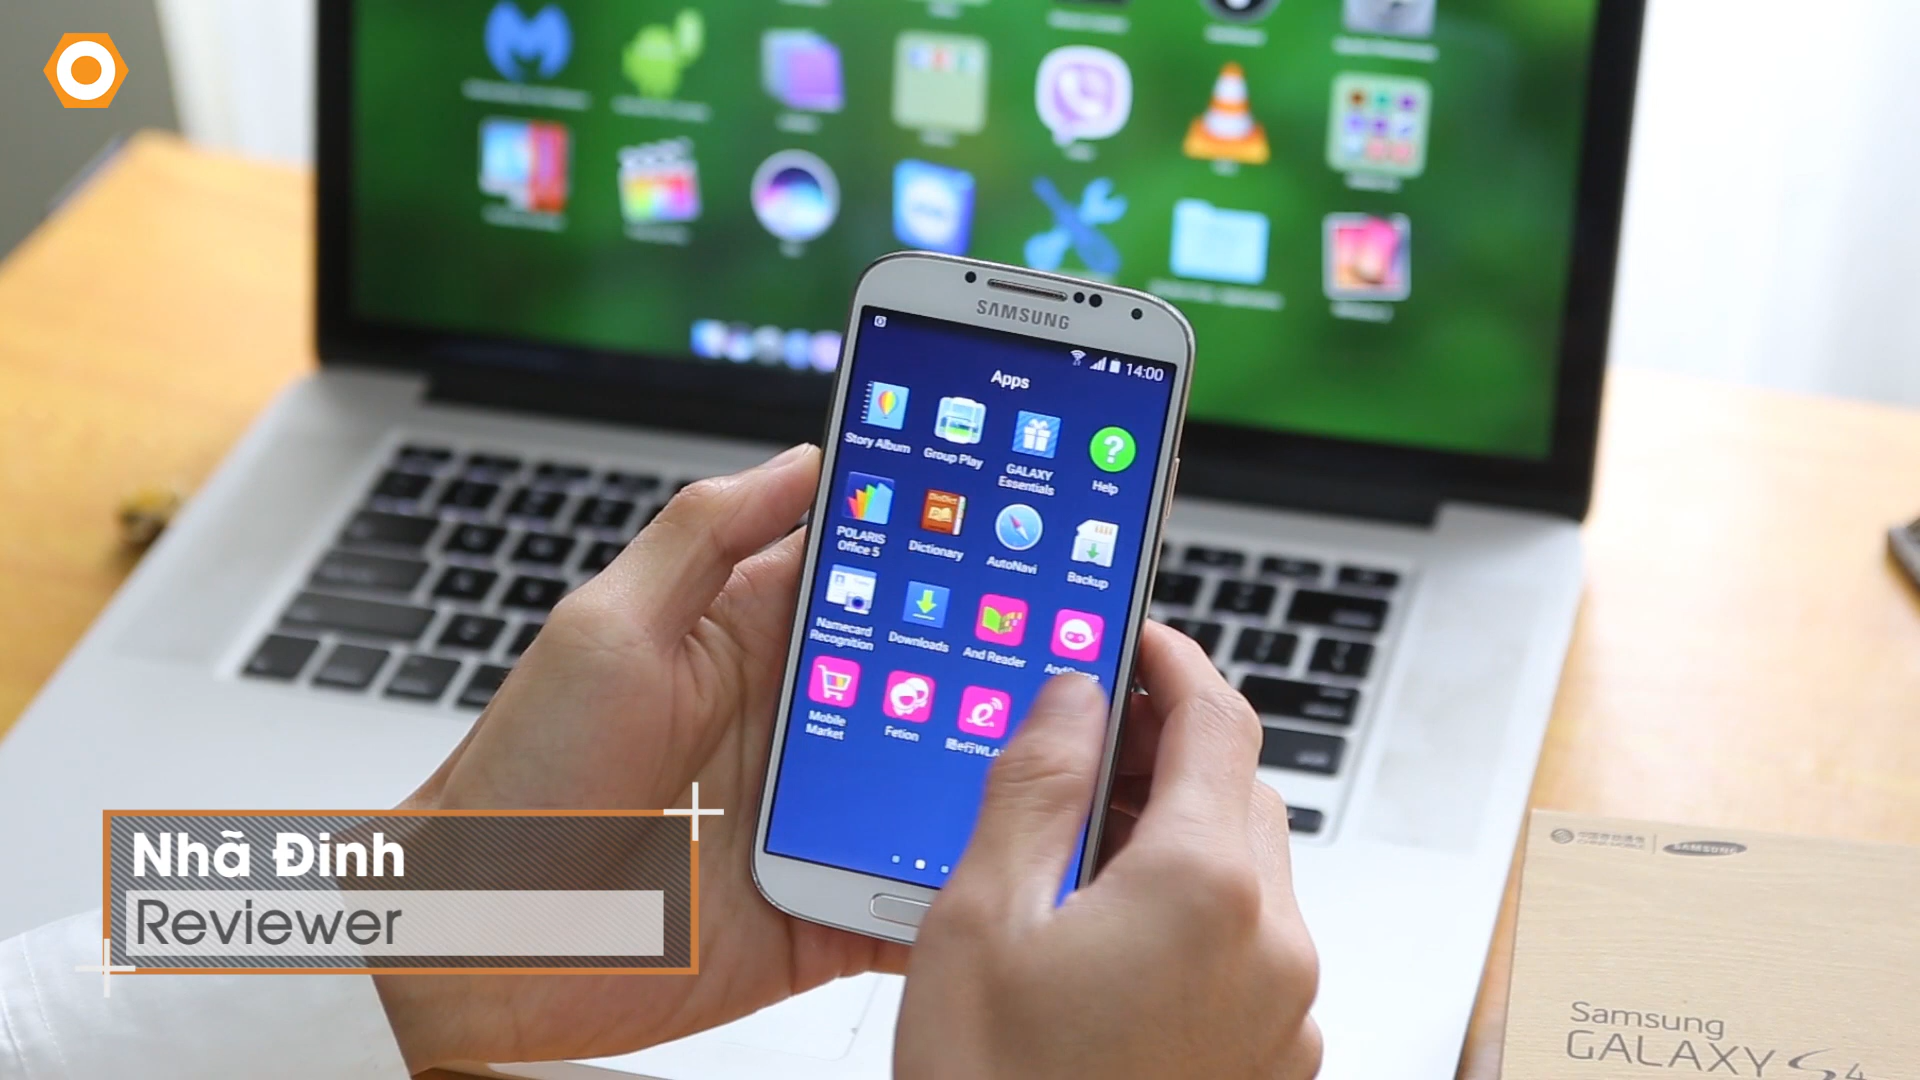 SAMSUNG
14:00
Apps
Story Album
Group Play
GALAXY
Essentials
Help
POLARIS
Office 5
Dictionary
AutoNavi
Backup
Namecard
Recognition
Downloads
And Reader
Mobile
Market
Fetion
Nhã Đinh
Reviewer
SAMSUNG
Samsung
GALAXY S4